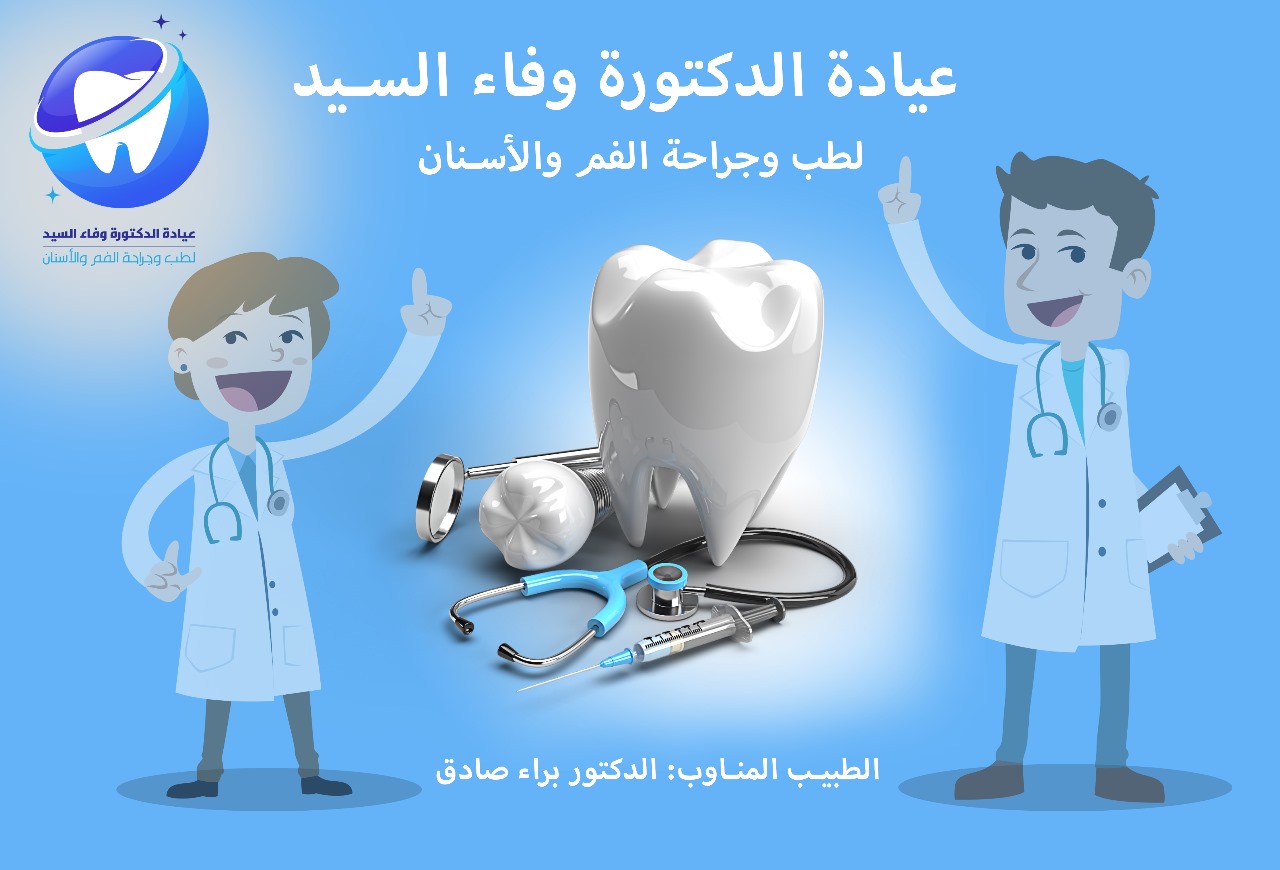 عيادة الدكتورة وفاء السيد
لطب وجراحة الفم والأسنان
عيادة الدكتورة وفاء السيد
لطب وجراحة الفم والأسنان
الطبيب المناوب: الدكتور براء صادق